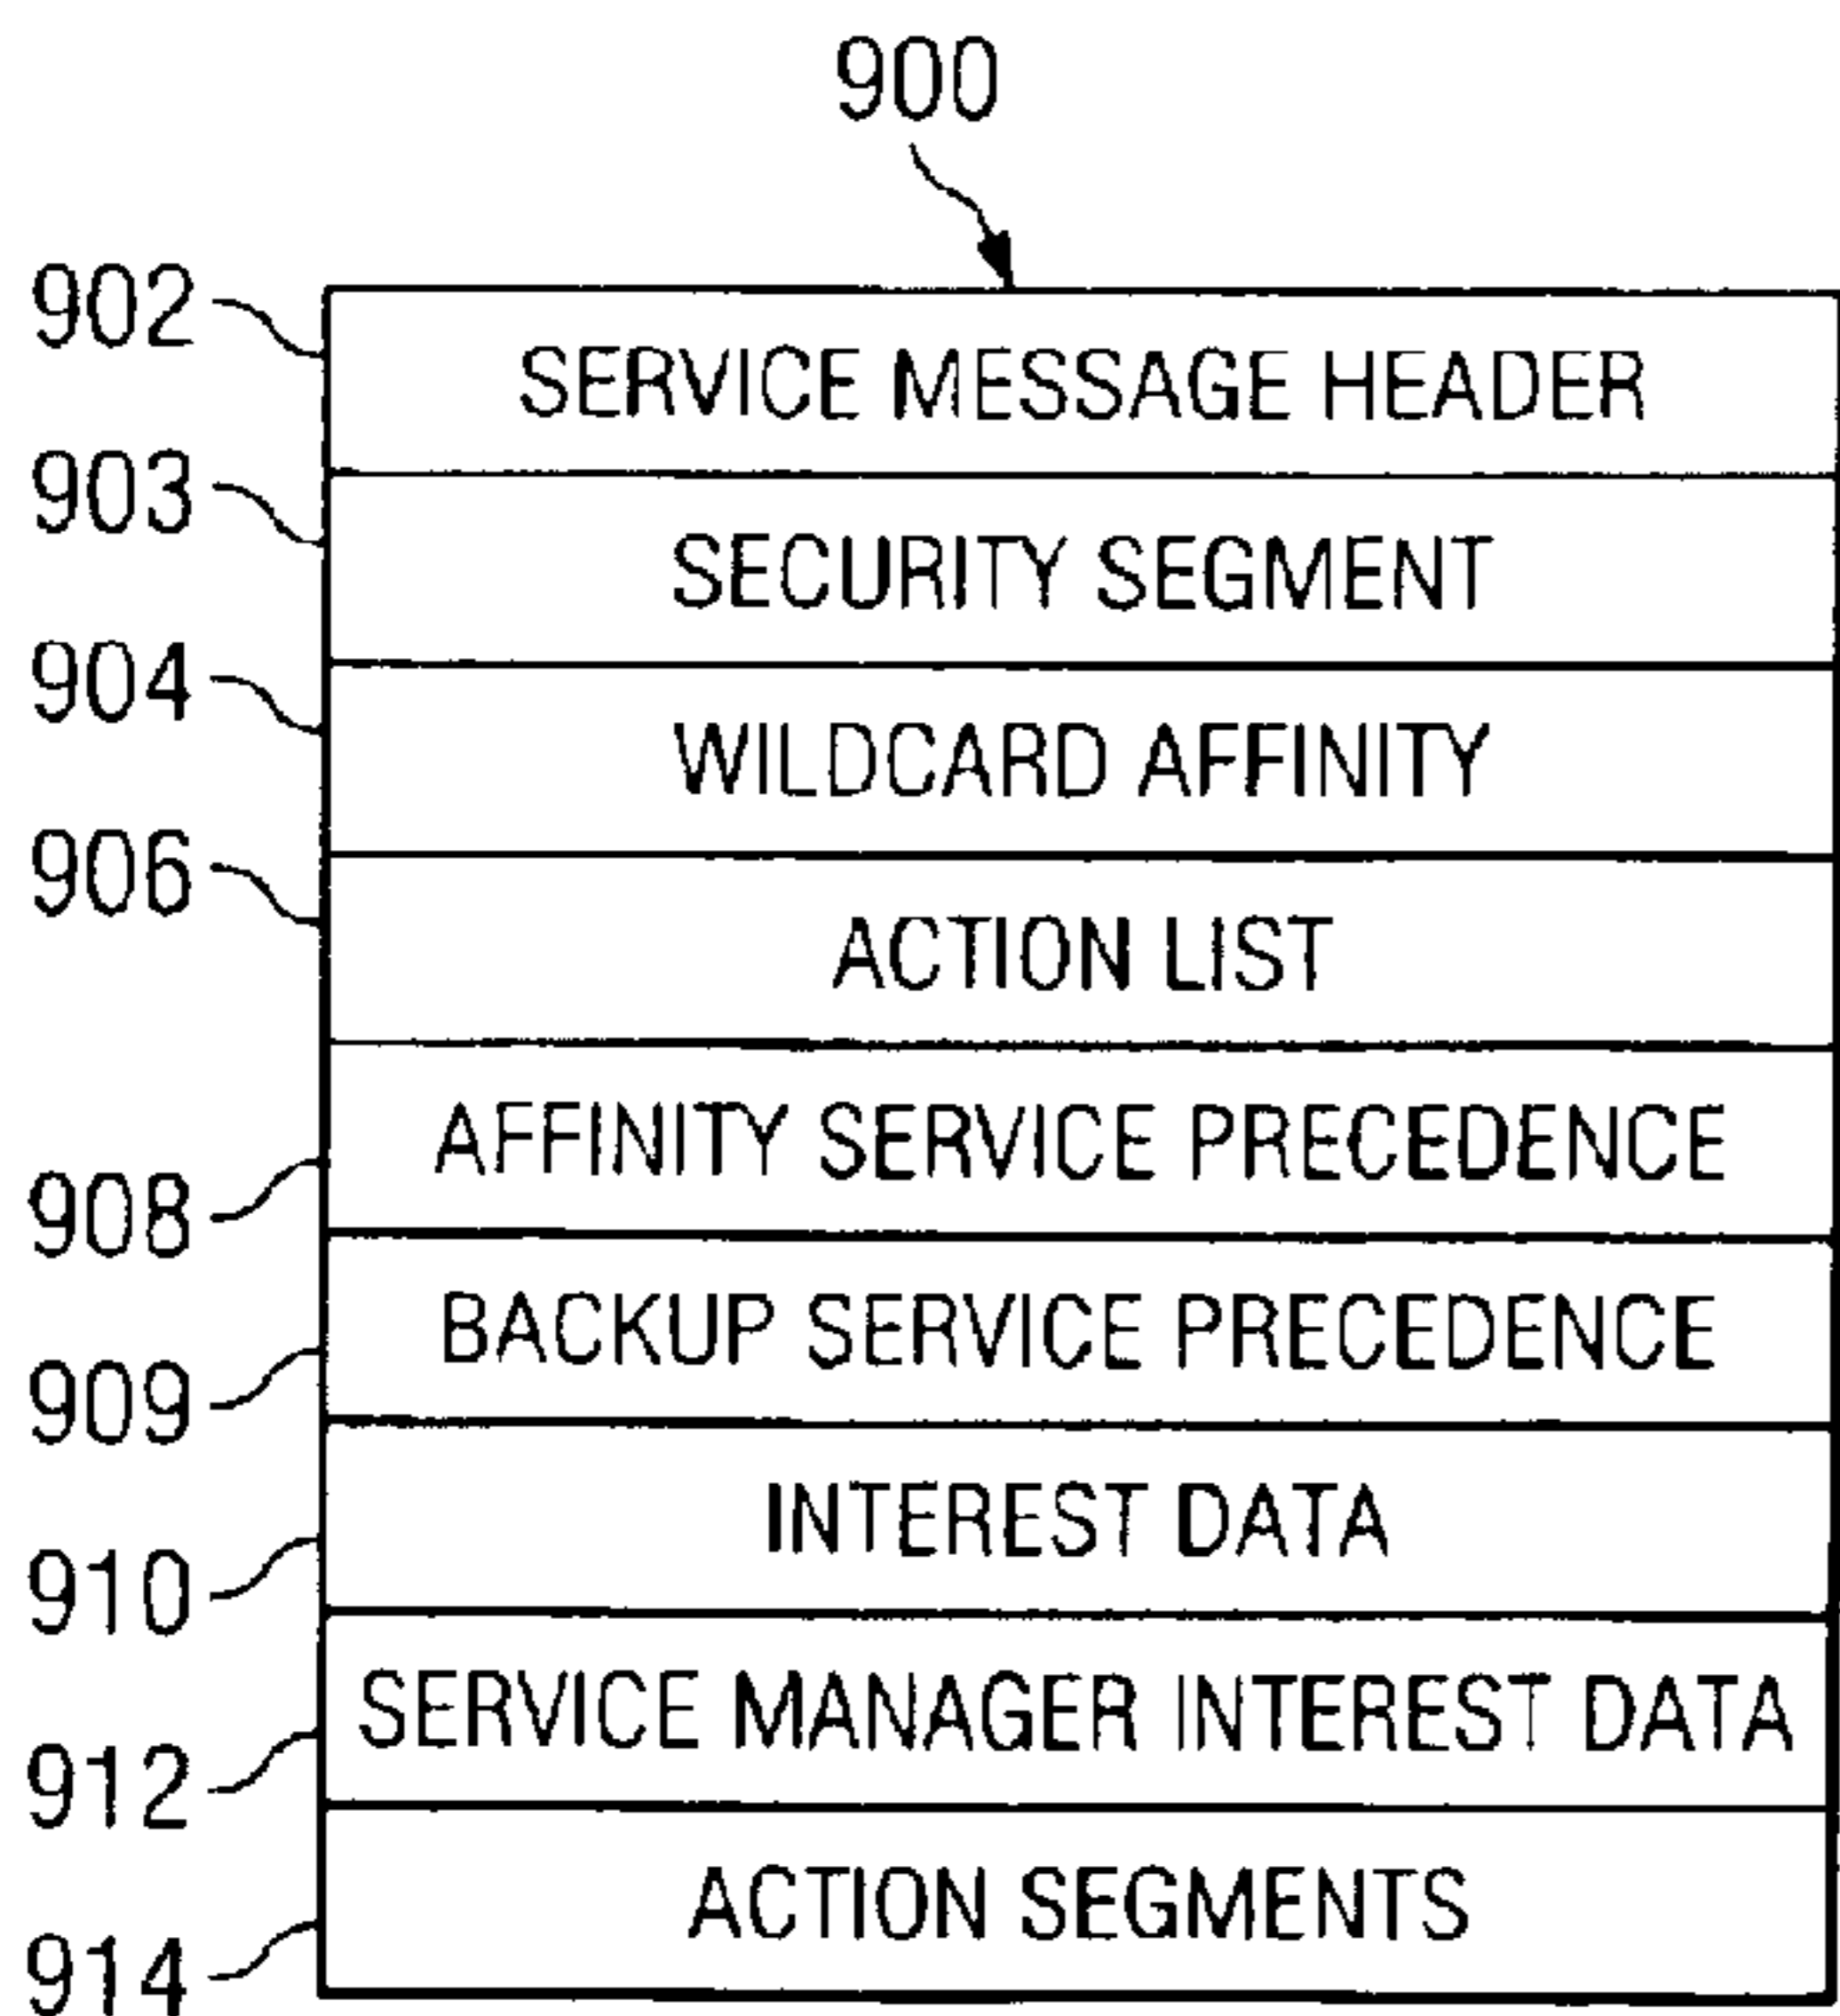 900
902 SERVICE MESSAGE HEADER
903 SECURITY SEGMENT
904 WILDCARD AFFINITY
906 ACTION LIST
908 AFFINITY SERVICE PRECEDENCE
909 BACKUP SERVICE PRECEDENCE
910 INTEREST DATA
912 SERVICE MANAGER INTEREST DATA
914 ACTION SEGMENTS